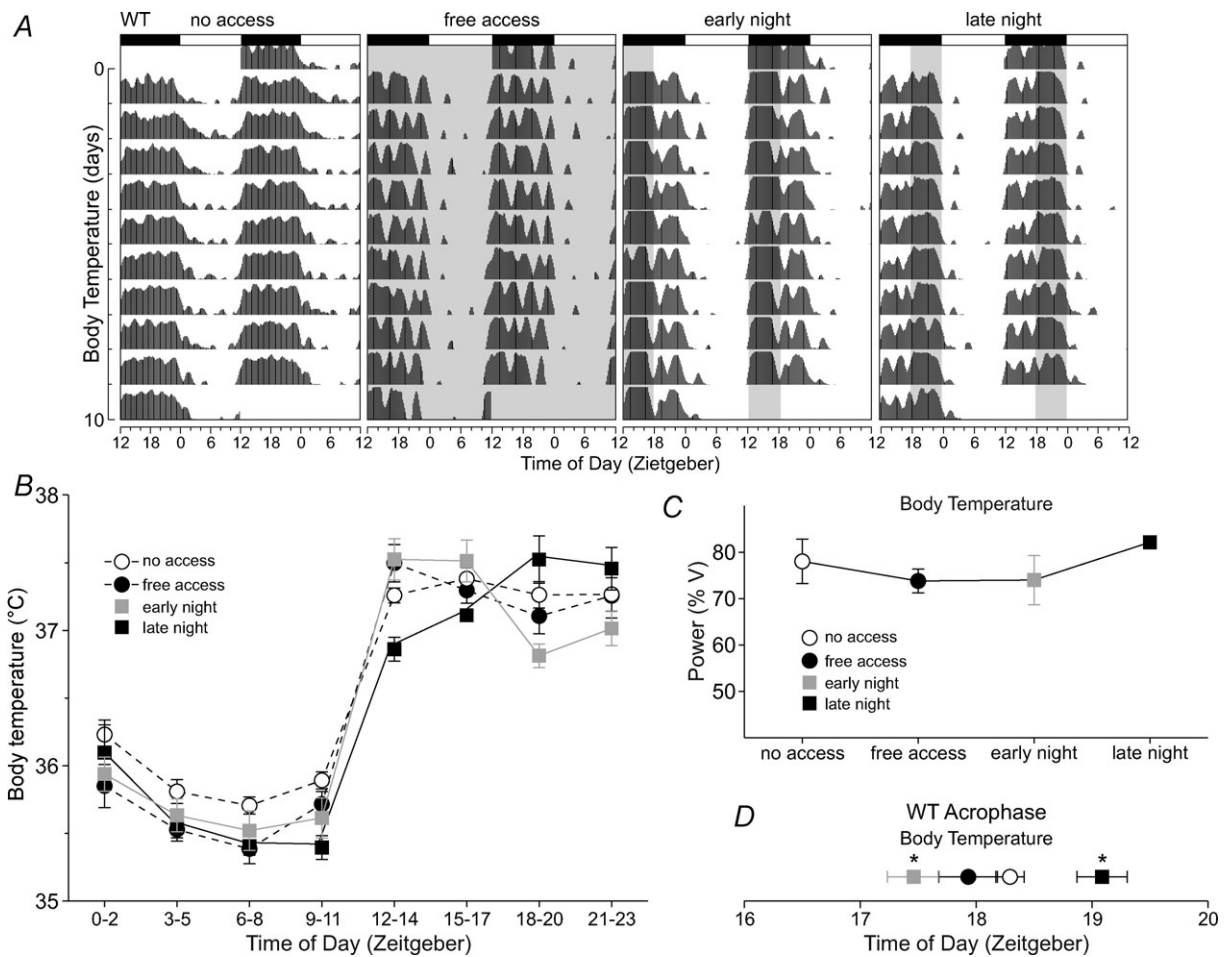 A
WT no access free access early night late night
0
Body Temperature (days)
10
12 18 0 6 12 18 0 6 12 18 0 6 12 18 0 6 12 18 0 6 12 18 0 6 12 18 0 6 12 18 0 6 12
Time of Day (Zietgeber)
B
38
37
36
35
Body temperature (°C)
no access
free access
early night
late night
0-2 3-5 6-8 9-11 12-14 15-17 18-20 21-23
Time of Day (Zeitgeber)
C
Body Temperature
80
70
60
50
Power (% V)
no access
free access
early night
late night
no access free access early night late night
D
WT Acrophase
Body Temperature
* *
16 17 18 19 20
Time of Day (Zeitgeber)